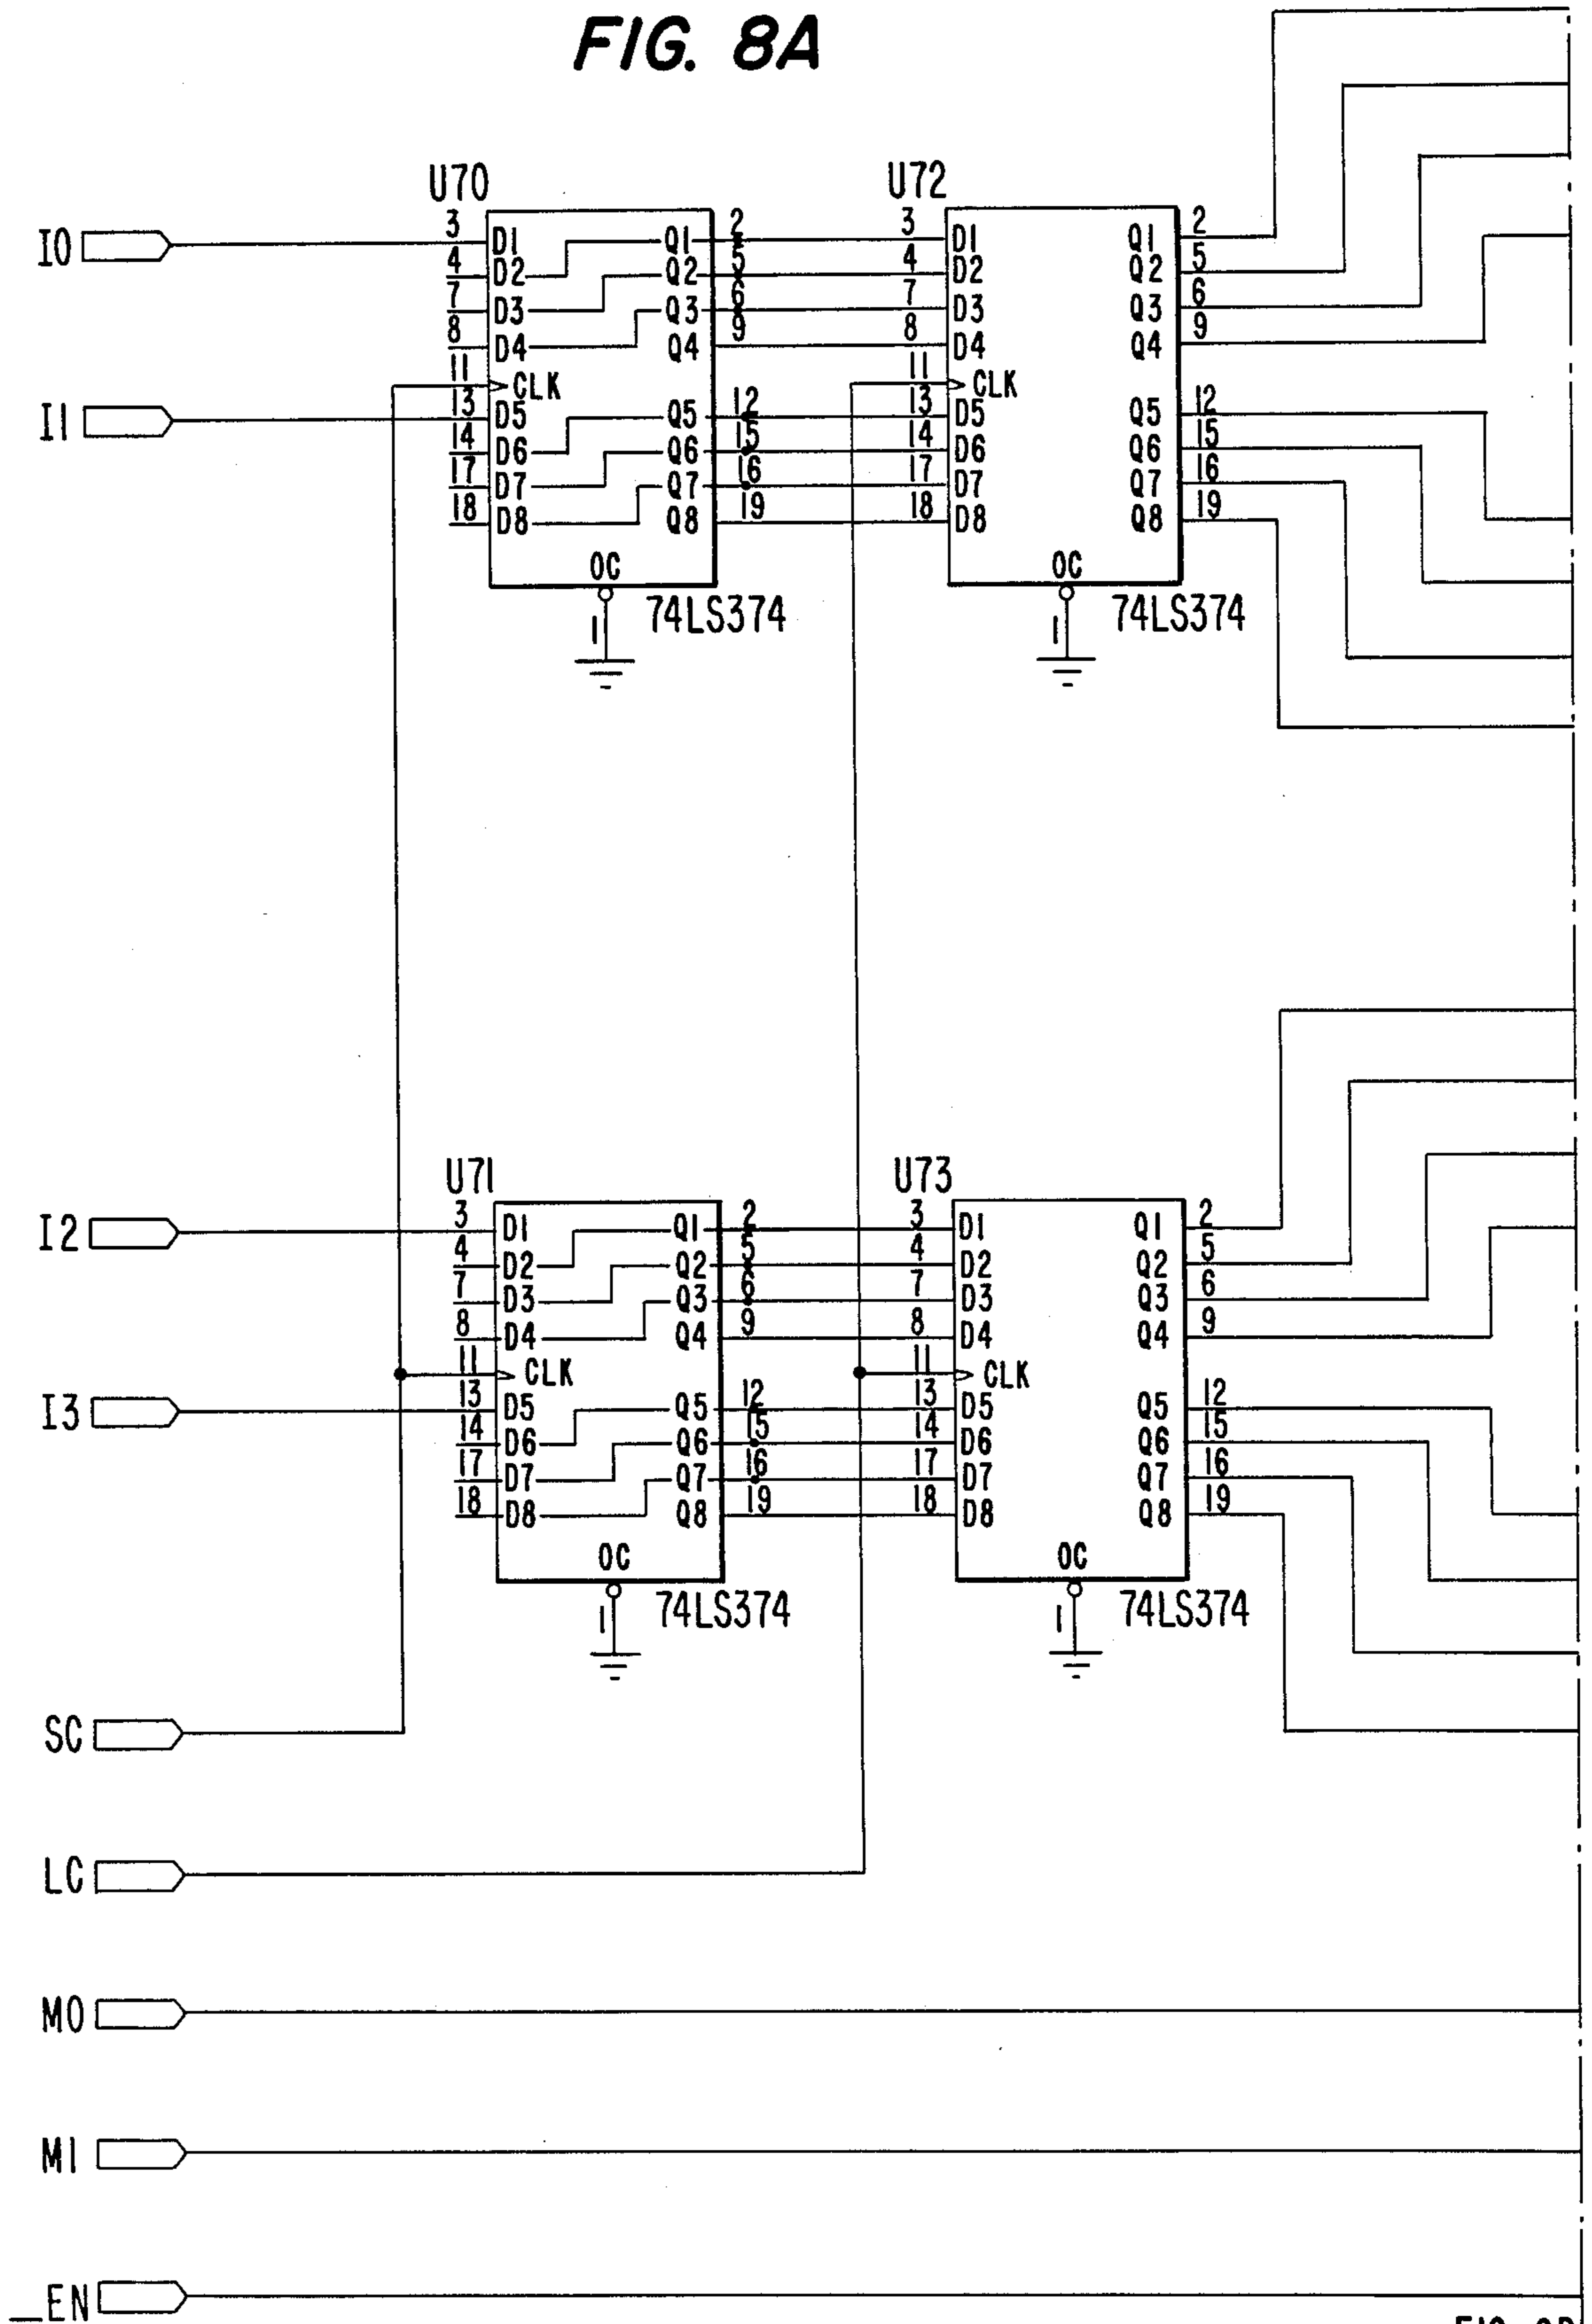 FIG. 8A
U70 U72
I0 3 D1 Q1 2 3 D1 Q1 2
4 D2 Q2 5 4 D2 Q2 5
7 D3 Q3 6 7 D3 Q3 6
8 D4 Q4 9 8 D4 Q4 9
11 CLK 11 CLK
I1 13 D5 Q5 12 13 D5 Q5 12
14 D6 Q6 15 14 D6 Q6 15
17 D7 Q7 16 17 D7 Q7 16
18 D8 Q8 19 18 D8 Q8 19
OC OC
1 74LS374 1 74LS374
U71 U73
I2 3 D1 Q1 2 3 D1 Q1 2
4 D2 Q2 5 4 D2 Q2 5
7 D3 Q3 6 7 D3 Q3 6
8 D4 Q4 9 8 D4 Q4 9
11 CLK 11 CLK
I3 13 D5 Q5 12 13 D5 Q5 12
14 D6 Q6 15 14 D6 Q6 15
17 D7 Q7 16 17 D7 Q7 16
18 D8 Q8 19 18 D8 Q8 19
OC OC
1 74LS374 1 74LS374
SC
LC
M0
M1
_EN